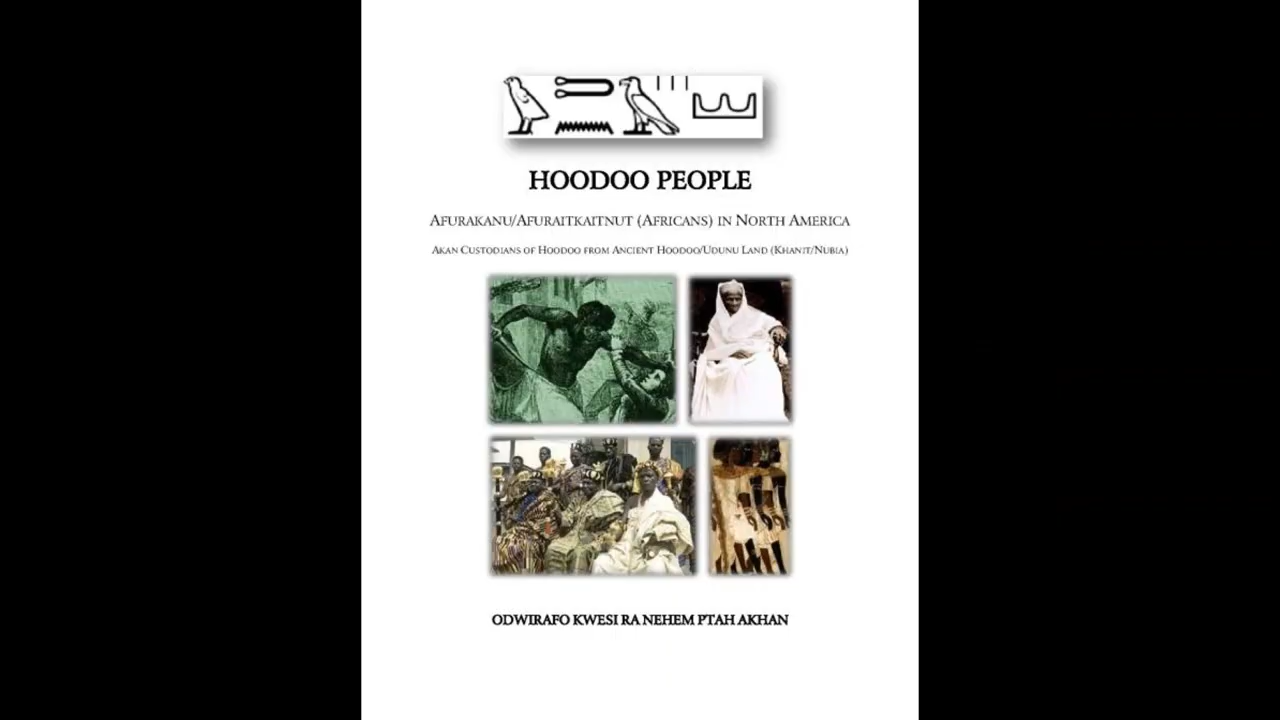 HOODOO PEOPLE
AFURAKANU/AFURAITKAITNUT (AFRICANS) IN NORTH AMERICA
AKAN CUSTODIANS OF HOODOO FROM ANCIENT HOODOO/UDUNU LAND (KHANIT/NUBIA)
ODWIRAFO KWESI RA NEHEM PTAH AKHAN